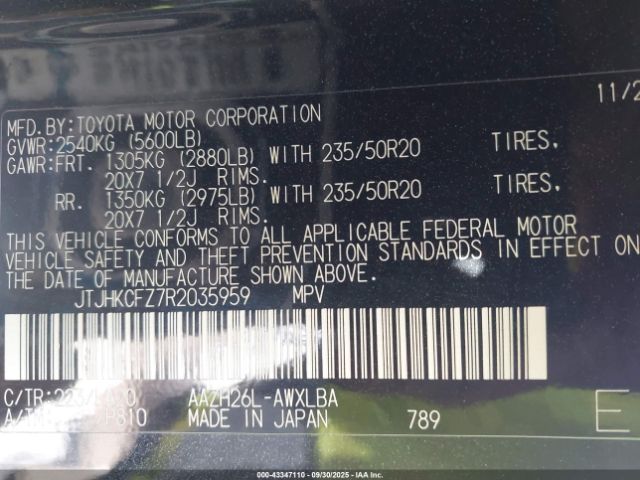 11/2
MFD.BY:TOYOTA MOTOR CORPORATION
GVWR:2540KG (5600LB)
GAWR:FRT. 1305KG (2880LB) WITH 235/50R20 TIRES.
20X7 1/2J RIMS.
RR. 1350KG (2975LB) WITH 235/50R20 TIRES.
20X7 1/2J RIMS.
THIS VEHICLE CONFORMS TO ALL APPLICABLE FEDERAL MOTOR
VEHICLE SAFETY AND THEFT PREVENTION STANDARDS IN EFFECT ON
THE DATE OF MANUFACTURE SHOWN ABOVE.
JTJHKCFZ7R2035959 MPV
C/TR: AAZH26L-AWXLBA
P810 MADE IN JAPAN 789 E
000-43347110 — 09/30/2025 — IAA Inc.